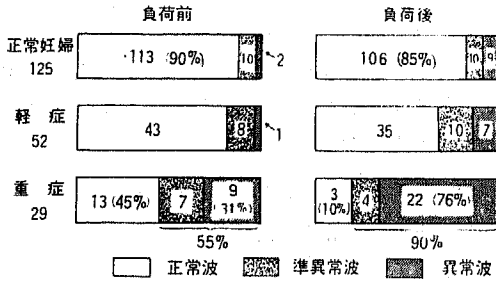 負荷前 負荷後
正常妊婦 125 ·113 (90%) 10 2 106 (85%) 10 9
軽症 52 43 8 1 35 10 7
重症 29 13 (45%) 7 9 (31%) 3 (10%) 4 22 (76%)
55% 90%
正常波 準異常波 異常波